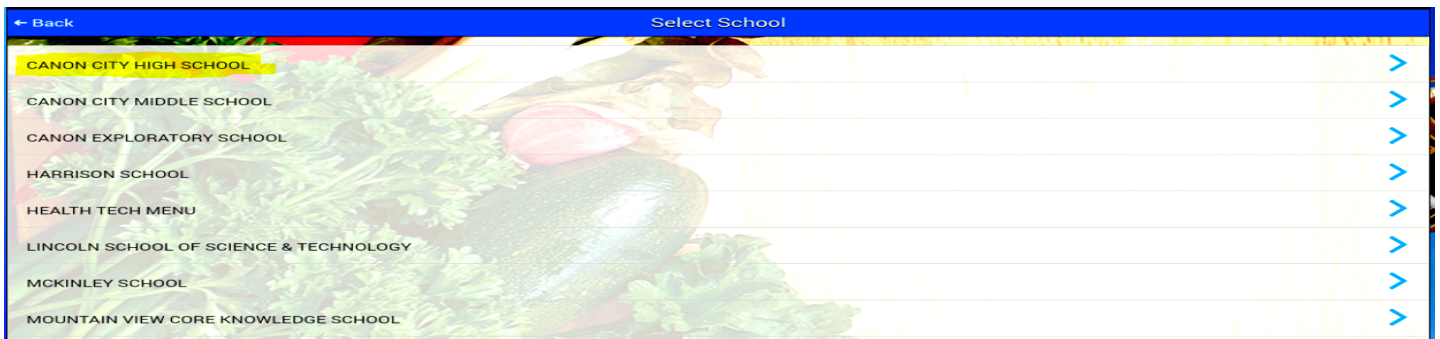 ← Back
Select School
CANON CITY HIGH SCHOOL
CANON CITY MIDDLE SCHOOL
CANON EXPLORATORY SCHOOL
HARRISON SCHOOL
HEALTH TECH MENU
LINCOLN SCHOOL OF SCIENCE & TECHNOLOGY
MCKINLEY SCHOOL
MOUNTAIN VIEW CORE KNOWLEDGE SCHOOL